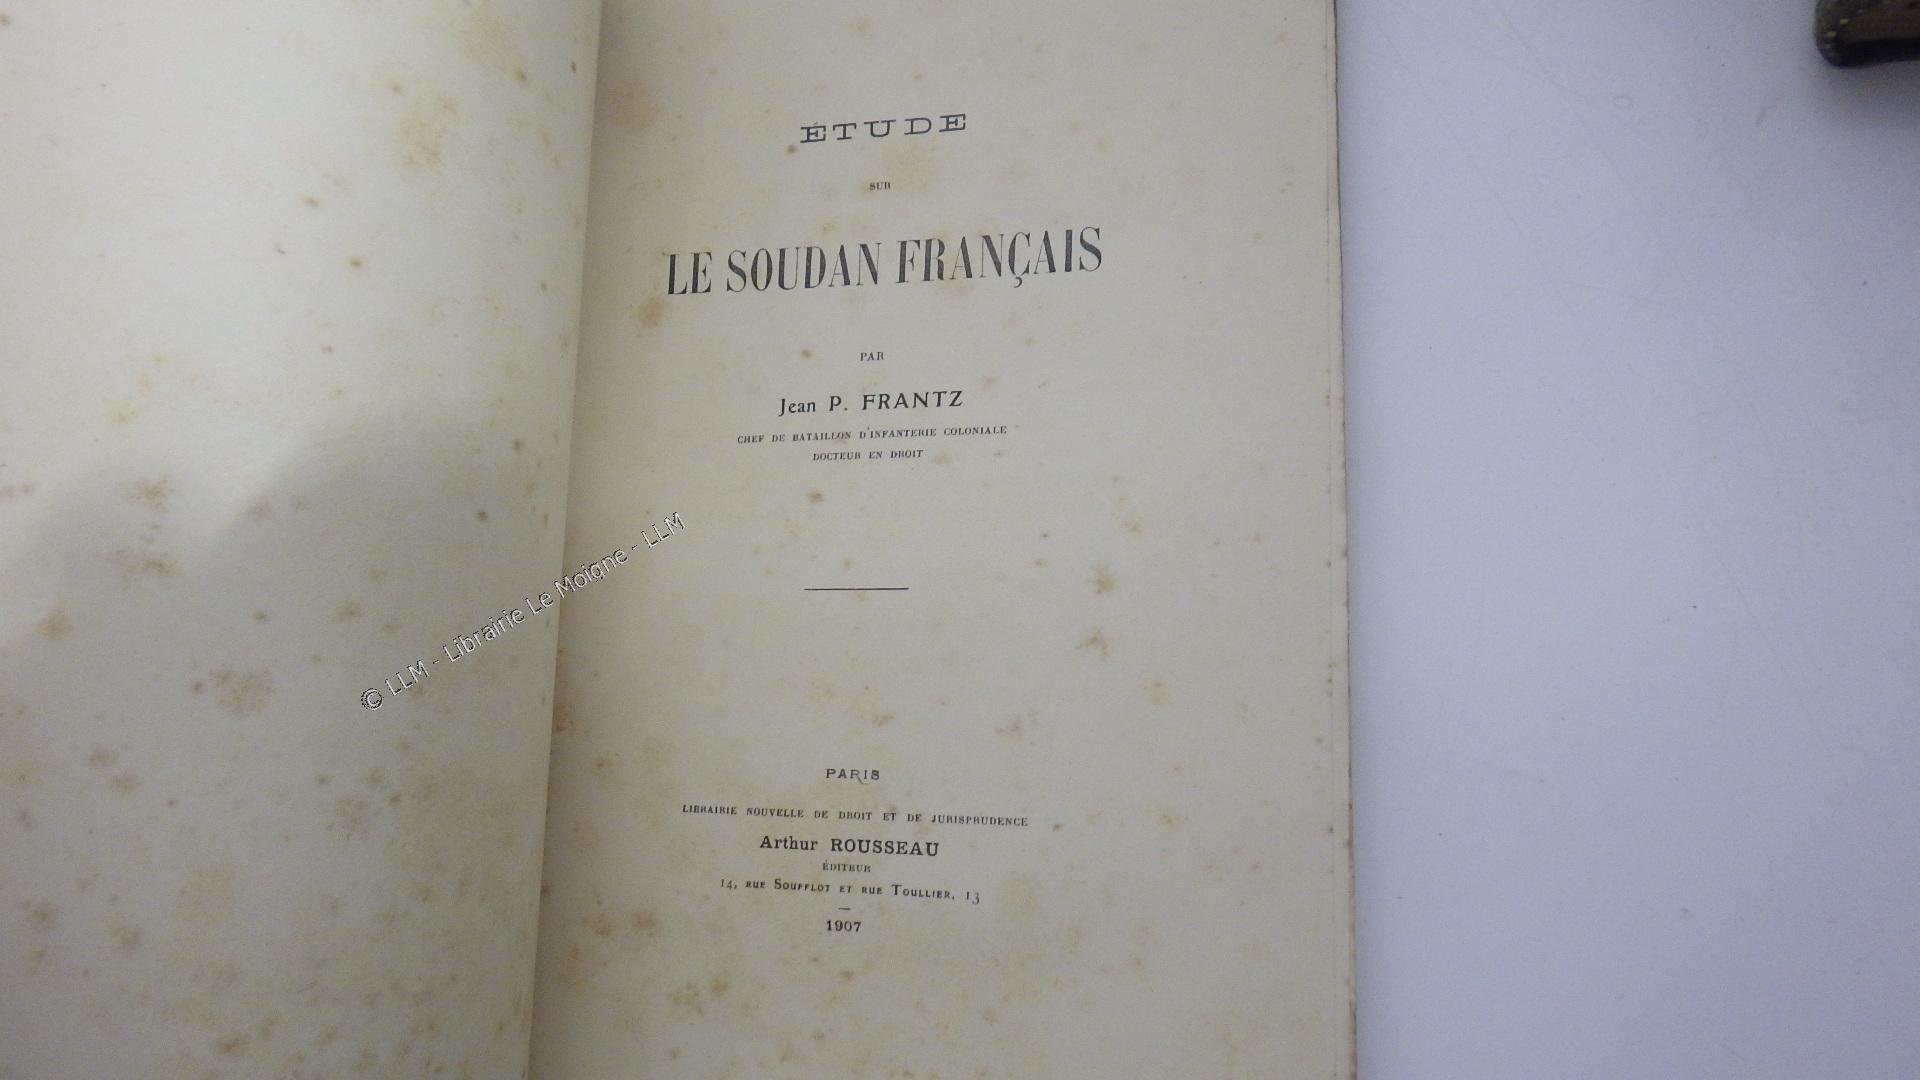 ÉTUDE
SUR
LE SOUDAN FRANÇAIS
PAR
Jean P. FRANTZ
CHEF DE BATAILLON D'INFANTERIE COLONIALE
DOCTEUR EN DROIT
© LLM - Librairie Le Moigne - LLM
PARIS
LIBRAIRIE NOUVELLE DE DROIT ET DE JURISPRUDENCE
Arthur ROUSSEAU
ÉDITEUR
14, RUE SOUFFLOT ET RUE TOULLIER, 13
1907